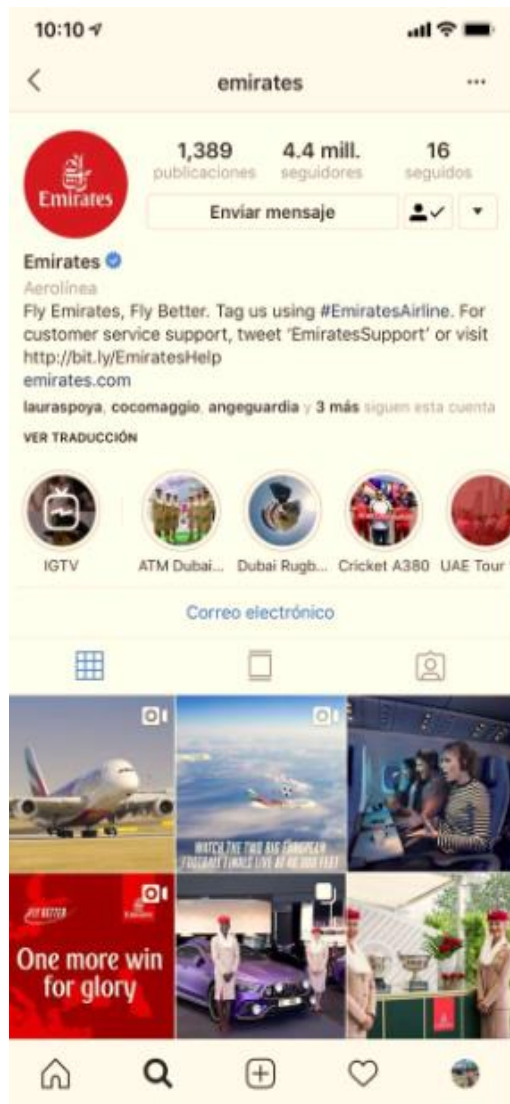 10:10
emirates
Emirates
1,389
publicaciones
4.4 mill.
seguidores
16
seguidos
Enviar mensaje
Emirates
Aerolínea
Fly Emirates, Fly Better. Tag us using #EmiratesAirline. For
customer service support, tweet 'EmiratesSupport' or visit
http://bit.ly/EmiratesHelp
emirates.com
lauraspoya, cocomaggio, angeguardia y 3 más siguen esta cuenta
VER TRADUCCIÓN
IGTV
ATM Dubai...
Dubai Rugb...
Cricket A380
UAE Tour
Correo electrónico
WATCH THE TWO BIG EUROPEAN
FOOTBALL FINALS LIVE AT 40 000 FEET
FLY BETTER
Emirates
One more win
for glory